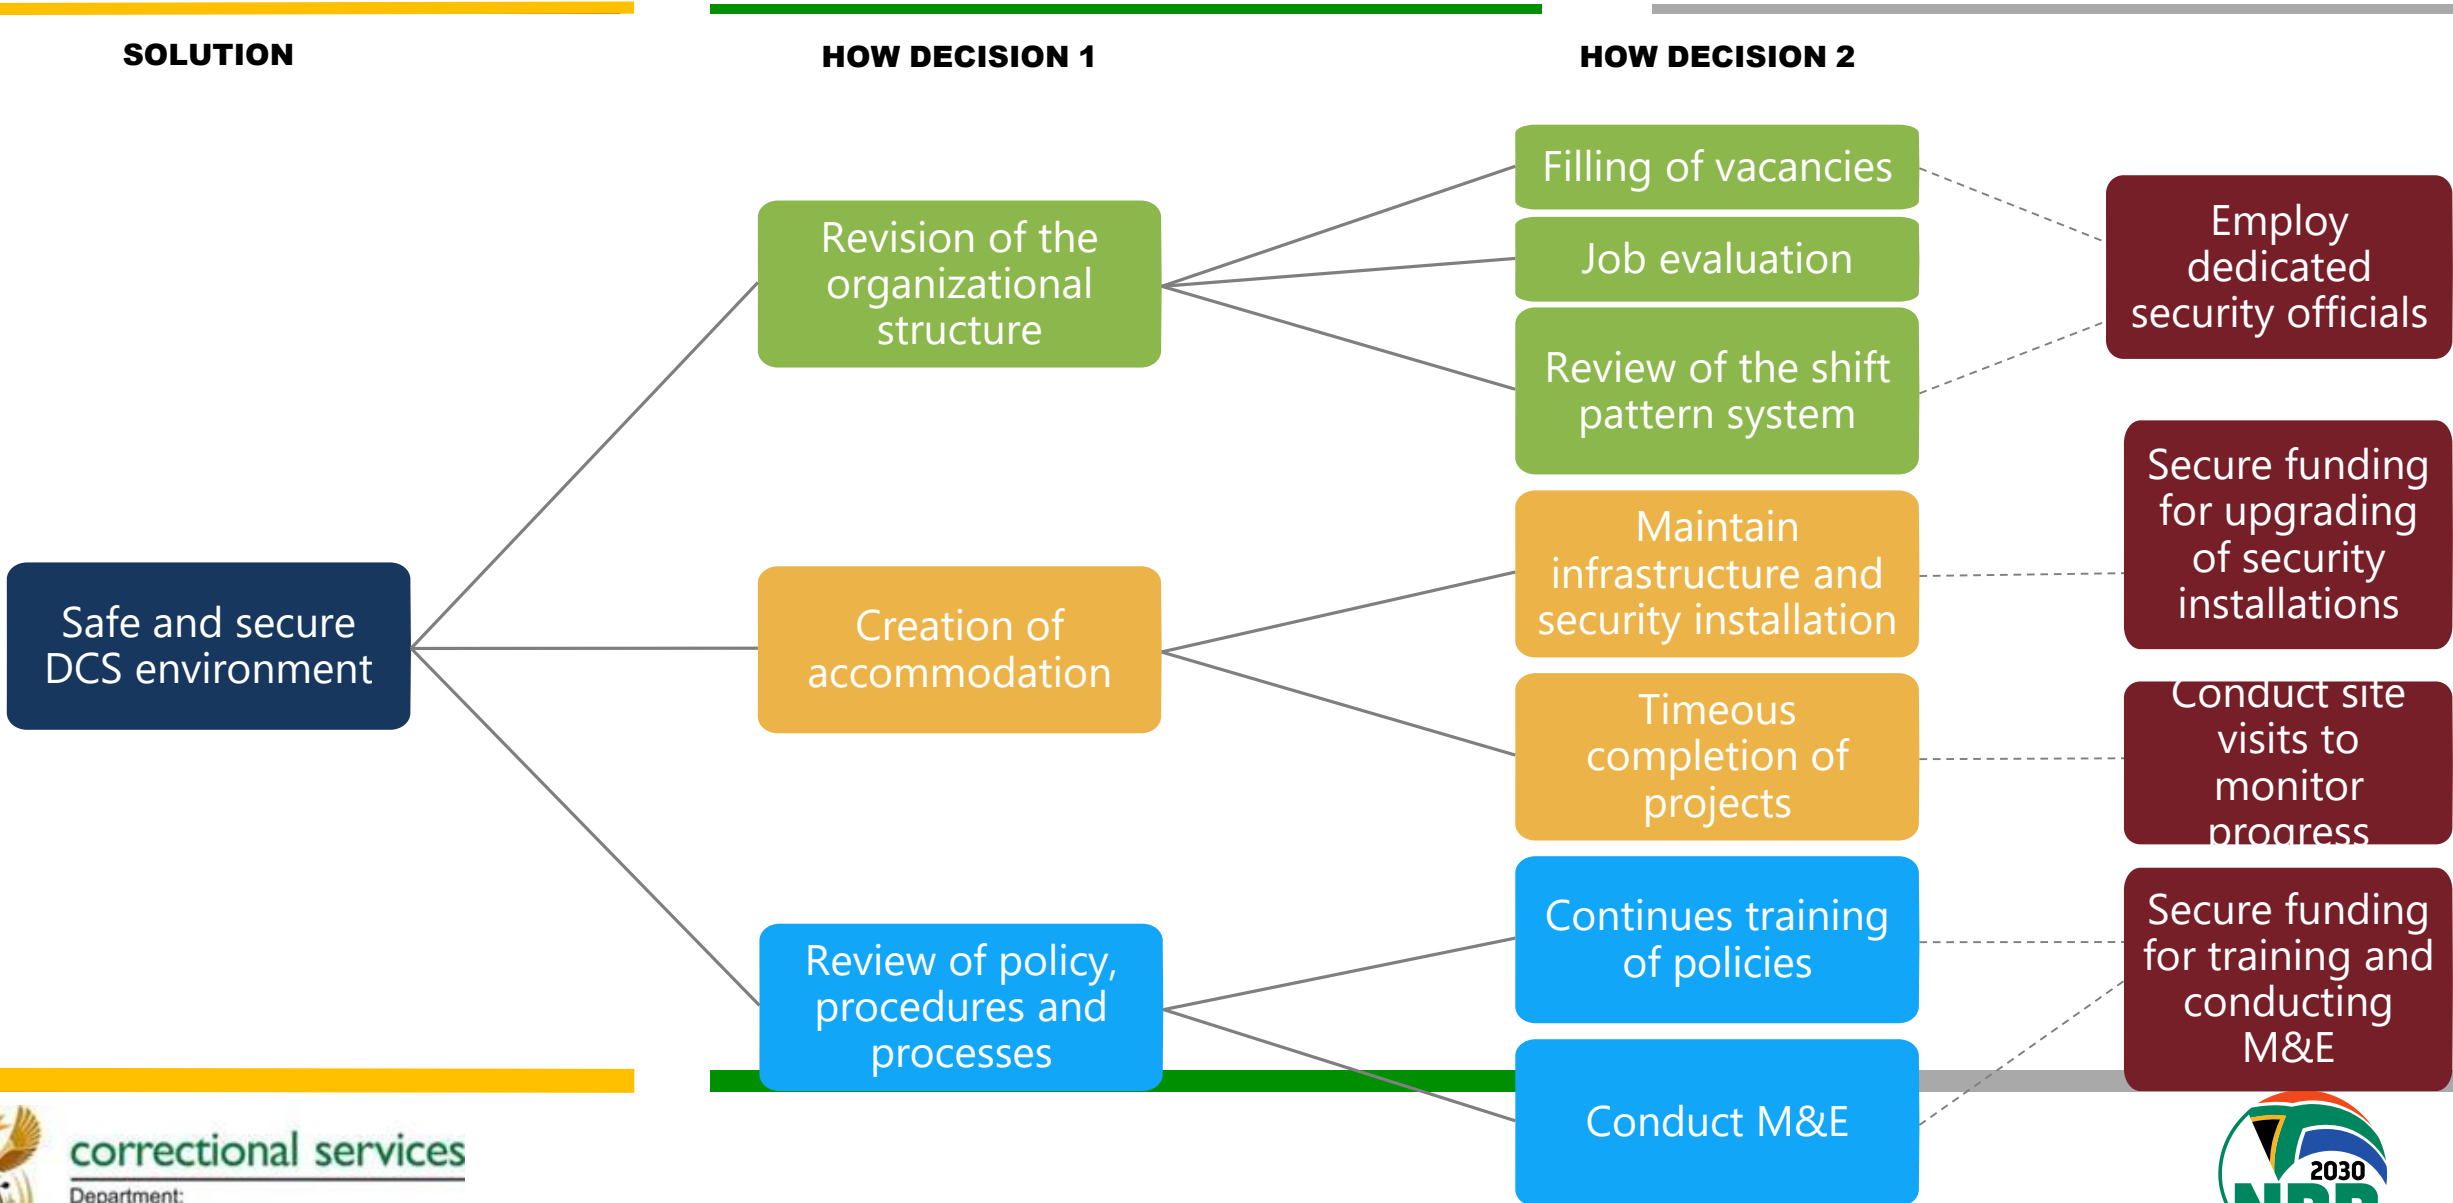 SOLUTION
HOW DECISION 1
HOW DECISION 2
Safe and secure
DCS environment
Revision of the
organizational
structure
Creation of
accommodation
Review of policy,
procedures and
processes
Filling of vacancies
Job evaluation
Review of the shift
pattern system
Maintain
infrastructure and
security installation
Timeous
completion of
projects
Continues training
of policies
Conduct M&E
Employ
dedicated
security officials
Secure funding
for upgrading
of security
installations
Conduct site
visits to
monitor
progress
Secure funding
for training and
conducting
M&E
correctional services
Department:
2030
NDP